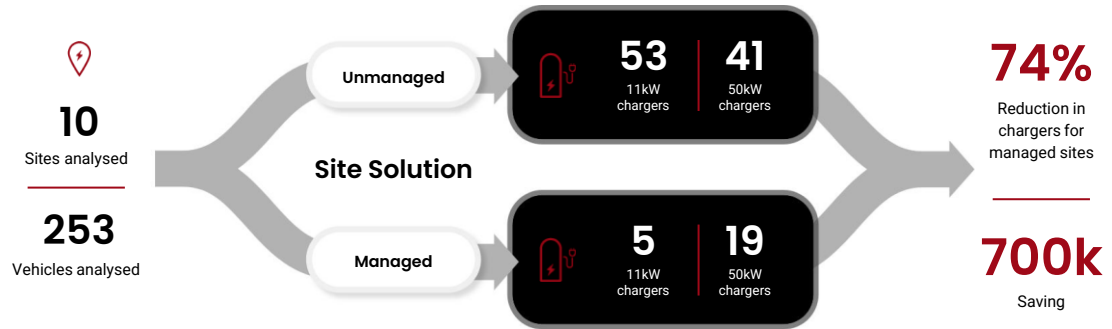 10
Sites analysed
253
Vehicles analysed
Unmanaged
Site Solution
Managed
53
11kW
chargers
41
50kW
chargers
5
11kW
chargers
19
50kW
chargers
74%
Reduction in
chargers for
managed sites
700k
Saving